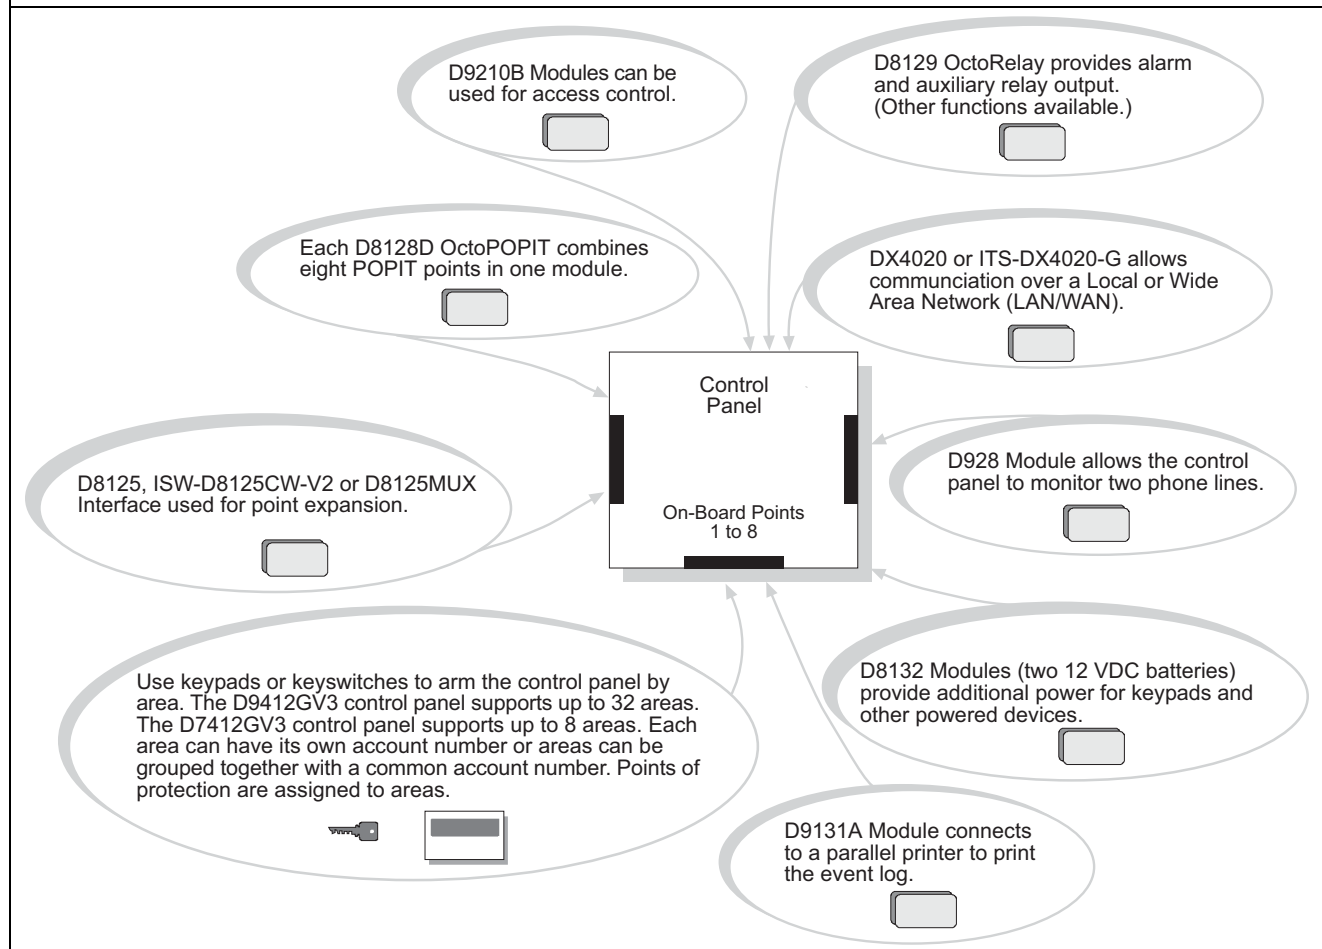 D9210B Modules can be
used for access control.
D8129 OctoRelay provides alarm
and auxiliary relay output.
(Other functions available.)
Each D8128D OctoPOPIT combines
eight POPIT points in one module.
DX4020 or ITS-DX4020-G allows
communciation over a Local or Wide
Area Network (LAN/WAN).
Control
Panel
On-Board Points
1 to 8
D8125, ISW-D8125CW-V2 or D8125MUX
Interface used for point expansion.
D928 Module allows the control
panel to monitor two phone lines.
Use keypads or keyswitches to arm the control panel by
area. The D9412GV3 control panel supports up to 32 areas.
The D7412GV3 control panel supports up to 8 areas. Each
area can have its own account number or areas can be
grouped together with a common account number. Points of
protection are assigned to areas.
D8132 Modules (two 12 VDC batteries)
provide additional power for keypads and
other powered devices.
D9131A Module connects
to a parallel printer to print
the event log.